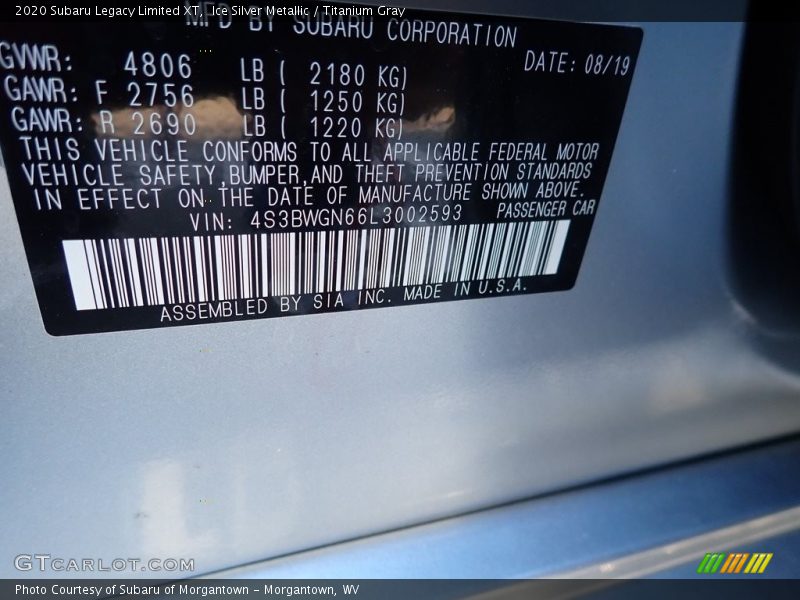 2020 Subaru Legacy Limited XT, Ice Silver Metallic / Titanium Gray
MFD BY SUBARU CORPORATION
DATE: 08/19
GVWR: 4806 LB ( 2180 KG)
GAWR: F 2756 LB ( 1250 KG)
GAWR: R 2690 LB ( 1220 KG)
THIS VEHICLE CONFORMS TO ALL APPLICABLE FEDERAL MOTOR
VEHICLE SAFETY,BUMPER,AND THEFT PREVENTION STANDARDS
IN EFFECT ON THE DATE OF MANUFACTURE SHOWN ABOVE.
VIN: 4S3BWGN66L3002593 PASSENGER CAR
ASSEMBLED BY SIA INC. MADE IN U.S.A.
GTCARLOT.COM
Photo Courtesy of Subaru of Morgantown - Morgantown, WV